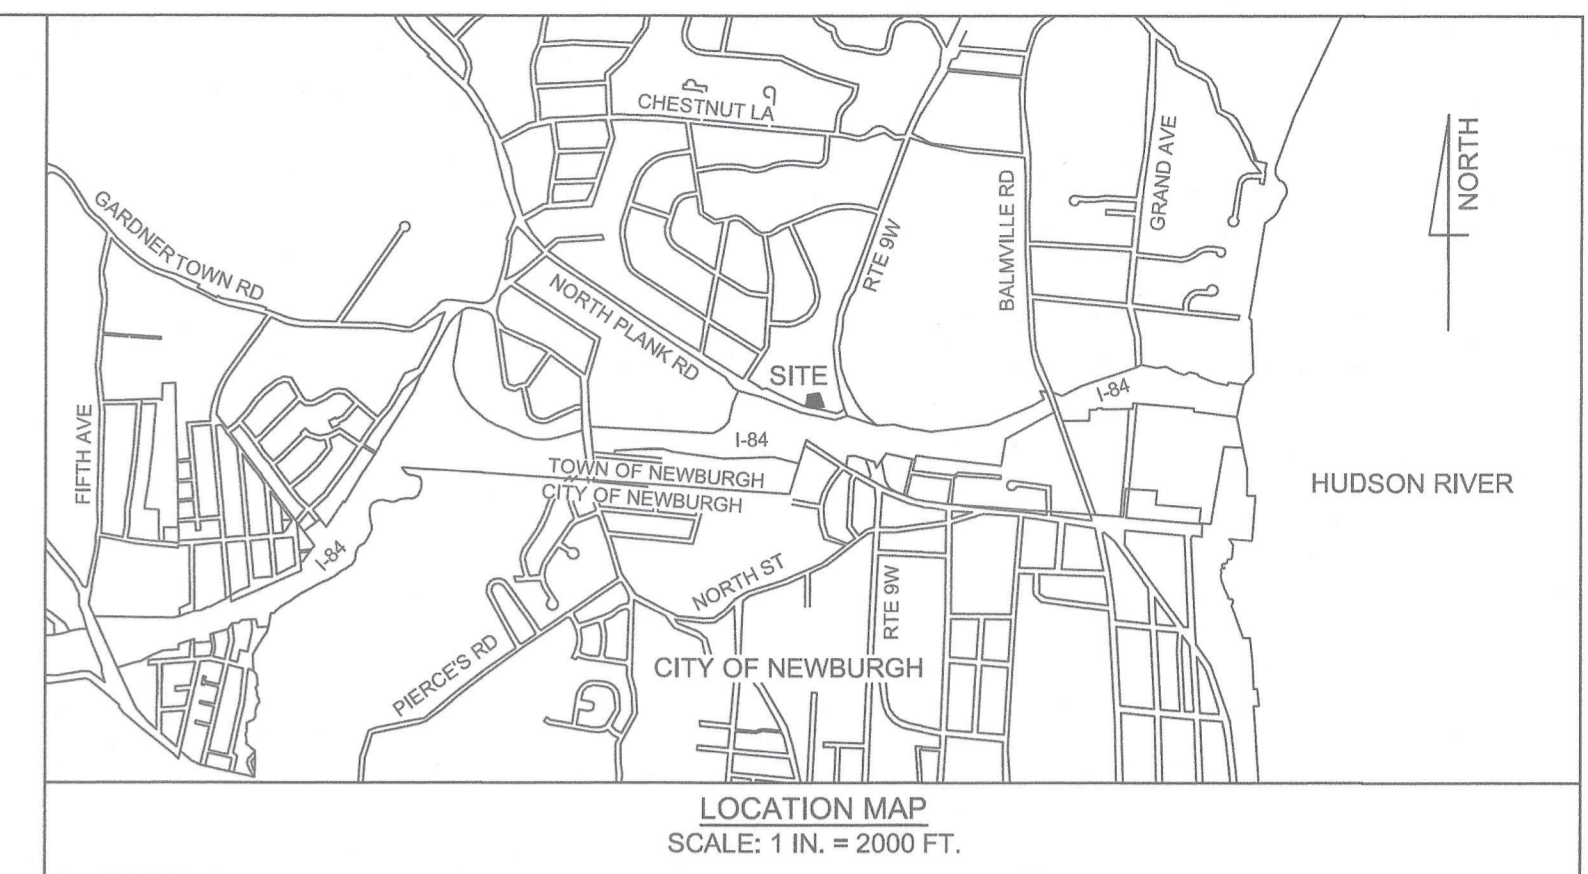 CHESTNUT LA
GRAND AVE
NORTH
GARDNERTOWN RD
RTE 9W
BALMVILLE RD
NORTH PLANK RD
SITE
I-84
FIFTH AVE
I-84
TOWN OF NEWBURGH
CITY OF NEWBURGH
HUDSON RIVER
I-84
NORTH ST
RTE 9W
PIERCE'S RD
CITY OF NEWBURGH
LOCATION MAP
SCALE: 1 IN. = 2000 FT.